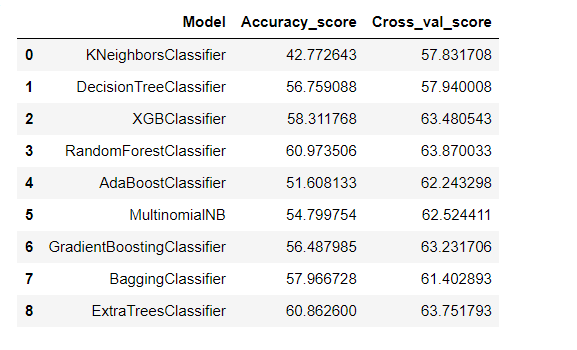 Model Accuracy_score Cross_val_score
0 KNeighborsClassifier 42.772643 57.831708
1 DecisionTreeClassifier 56.759088 57.940008
2 XGBClassifier 58.311768 63.480543
3 RandomForestClassifier 60.973506 63.870033
4 AdaBoostClassifier 51.608133 62.243298
5 MultinomialNB 54.799754 62.524411
6 GradientBoostingClassifier 56.487985 63.231706
7 BaggingClassifier 57.966728 61.402893
8 ExtraTreesClassifier 60.862600 63.751793